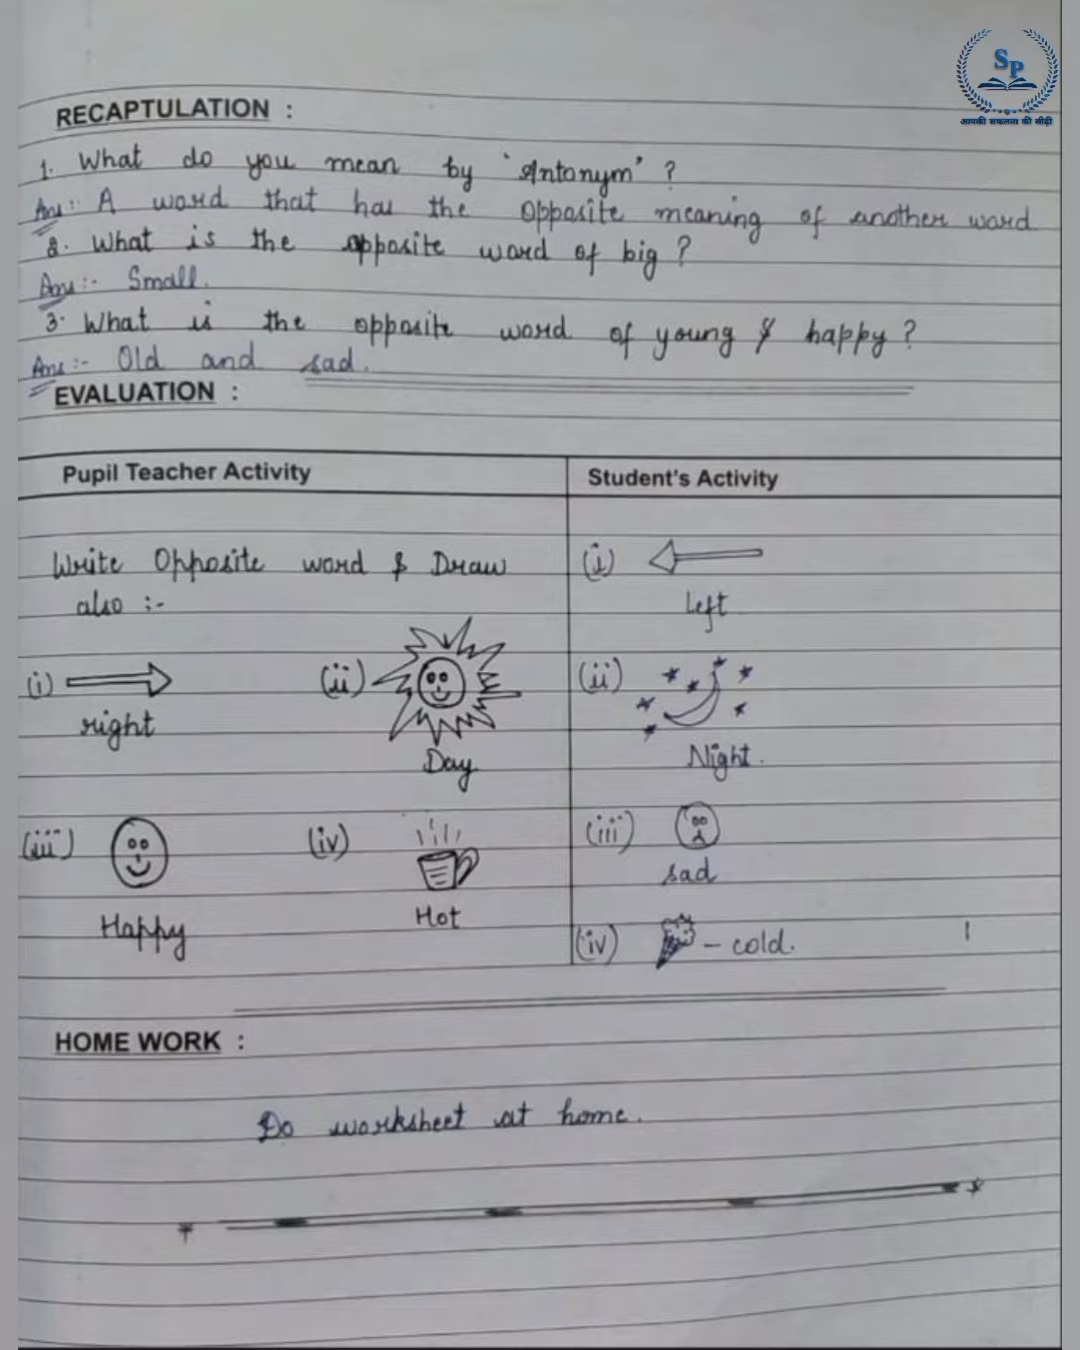 SP
आपकी सफलता की सीढ़ी
RECAPTULATION :
1. What do you mean by 'Antonym' ?
Ans:- A word that has the opposite meaning of another word
2. What is the opposite word of big ?
Ans:- Small.
3. What is the opposite word of young & happy ?
Ans:- Old and sad.
EVALUATION :
Pupil Teacher Activity
Student's Activity
Write Opposite word & Draw
also :-
(i)
right
(ii)
Day
(iii)
Happy
(iv)
Hot
(i)
Left
(ii)
Night.
(iii)
sad
(iv) – cold.
HOME WORK :
Do worksheet at home.